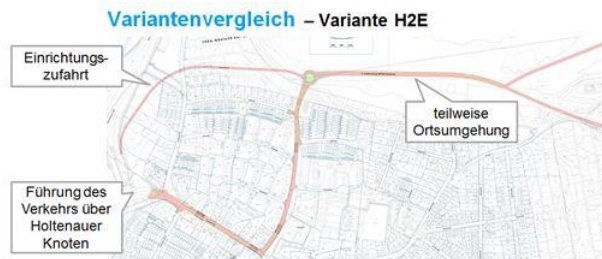 Variantenvergleich – Variante H2E
Einrichtungs-
zufahrt
teilweise
Ortsumgehung
Führung des
Verkehrs über
Holtenauer
Knoten